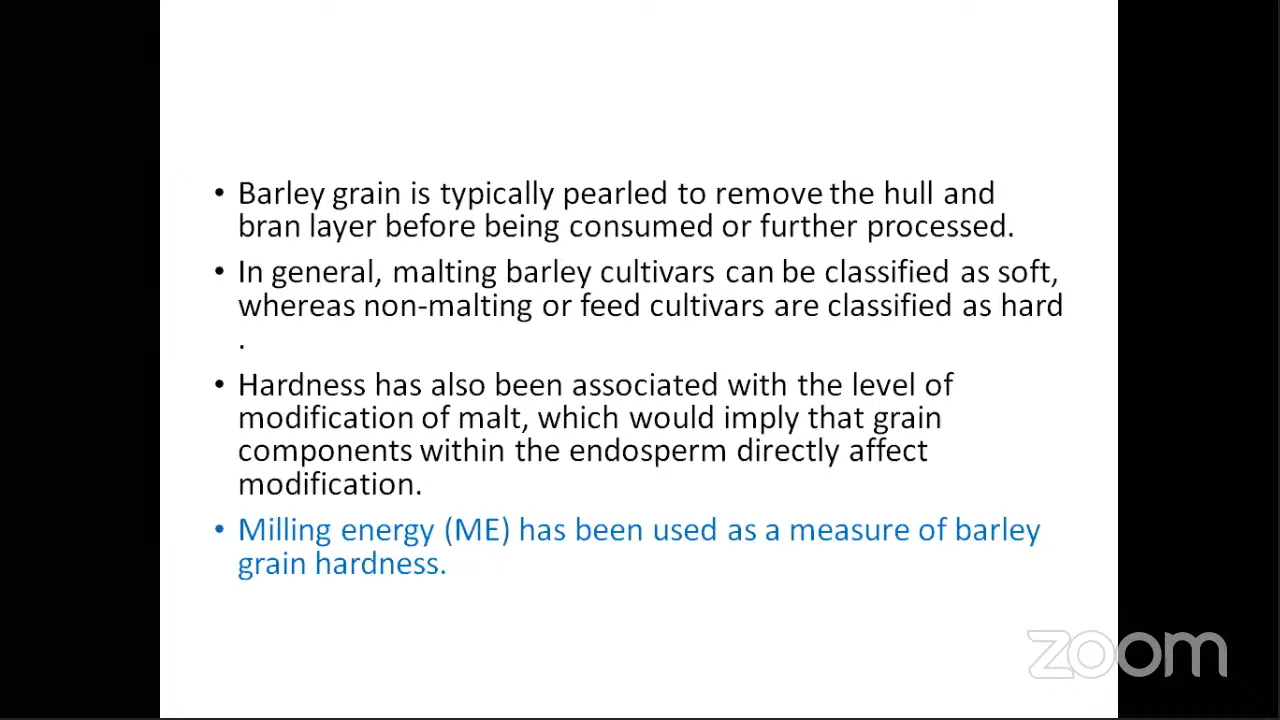 • Barley grain is typically pearled to remove the hull and
bran layer before being consumed or further processed.
• In general, malting barley cultivars can be classified as soft,
whereas non-malting or feed cultivars are classified as hard
.
• Hardness has also been associated with the level of
modification of malt, which would imply that grain
components within the endosperm directly affect
modification.
• Milling energy (ME) has been used as a measure of barley
grain hardness.
zoom